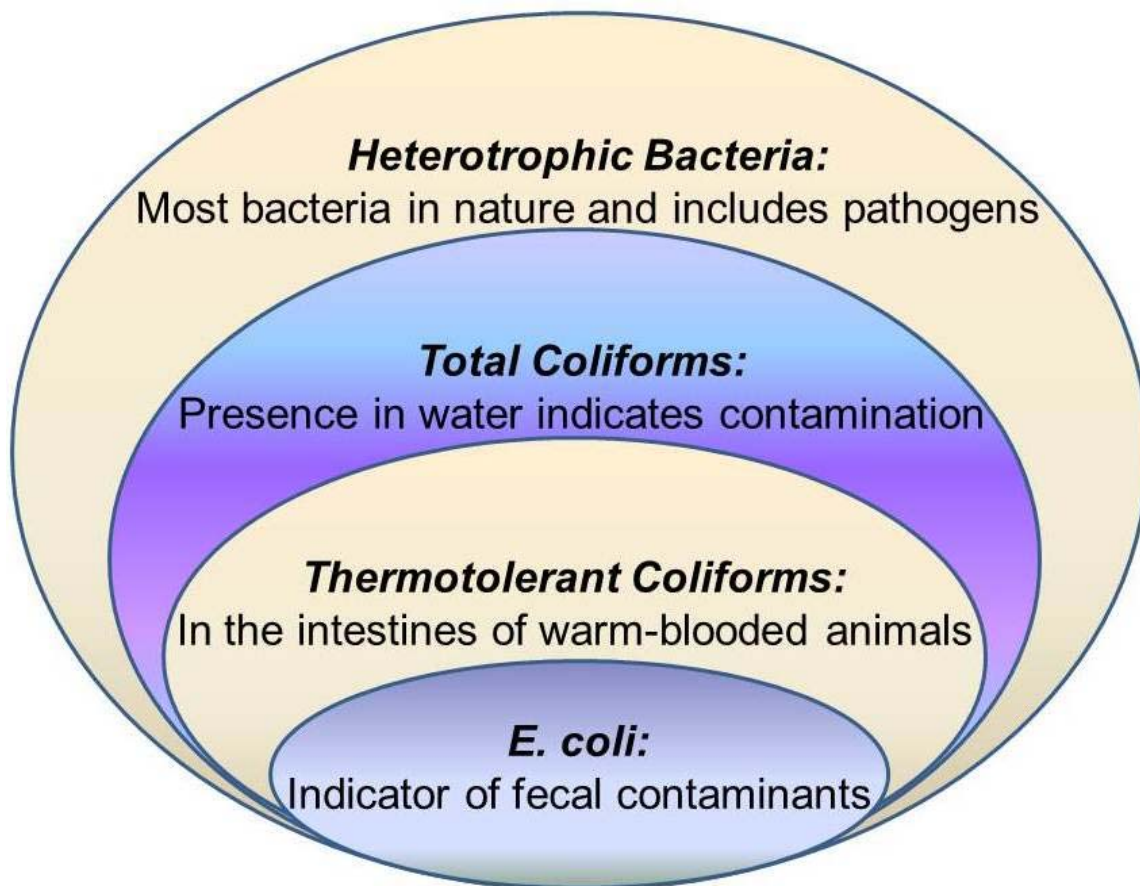 Heterotrophic Bacteria:
Most bacteria in nature and includes pathogens
Total Coliforms:
Presence in water indicates contamination
Thermotolerant Coliforms:
In the intestines of warm-blooded animals
E. coli:
Indicator of fecal contaminants